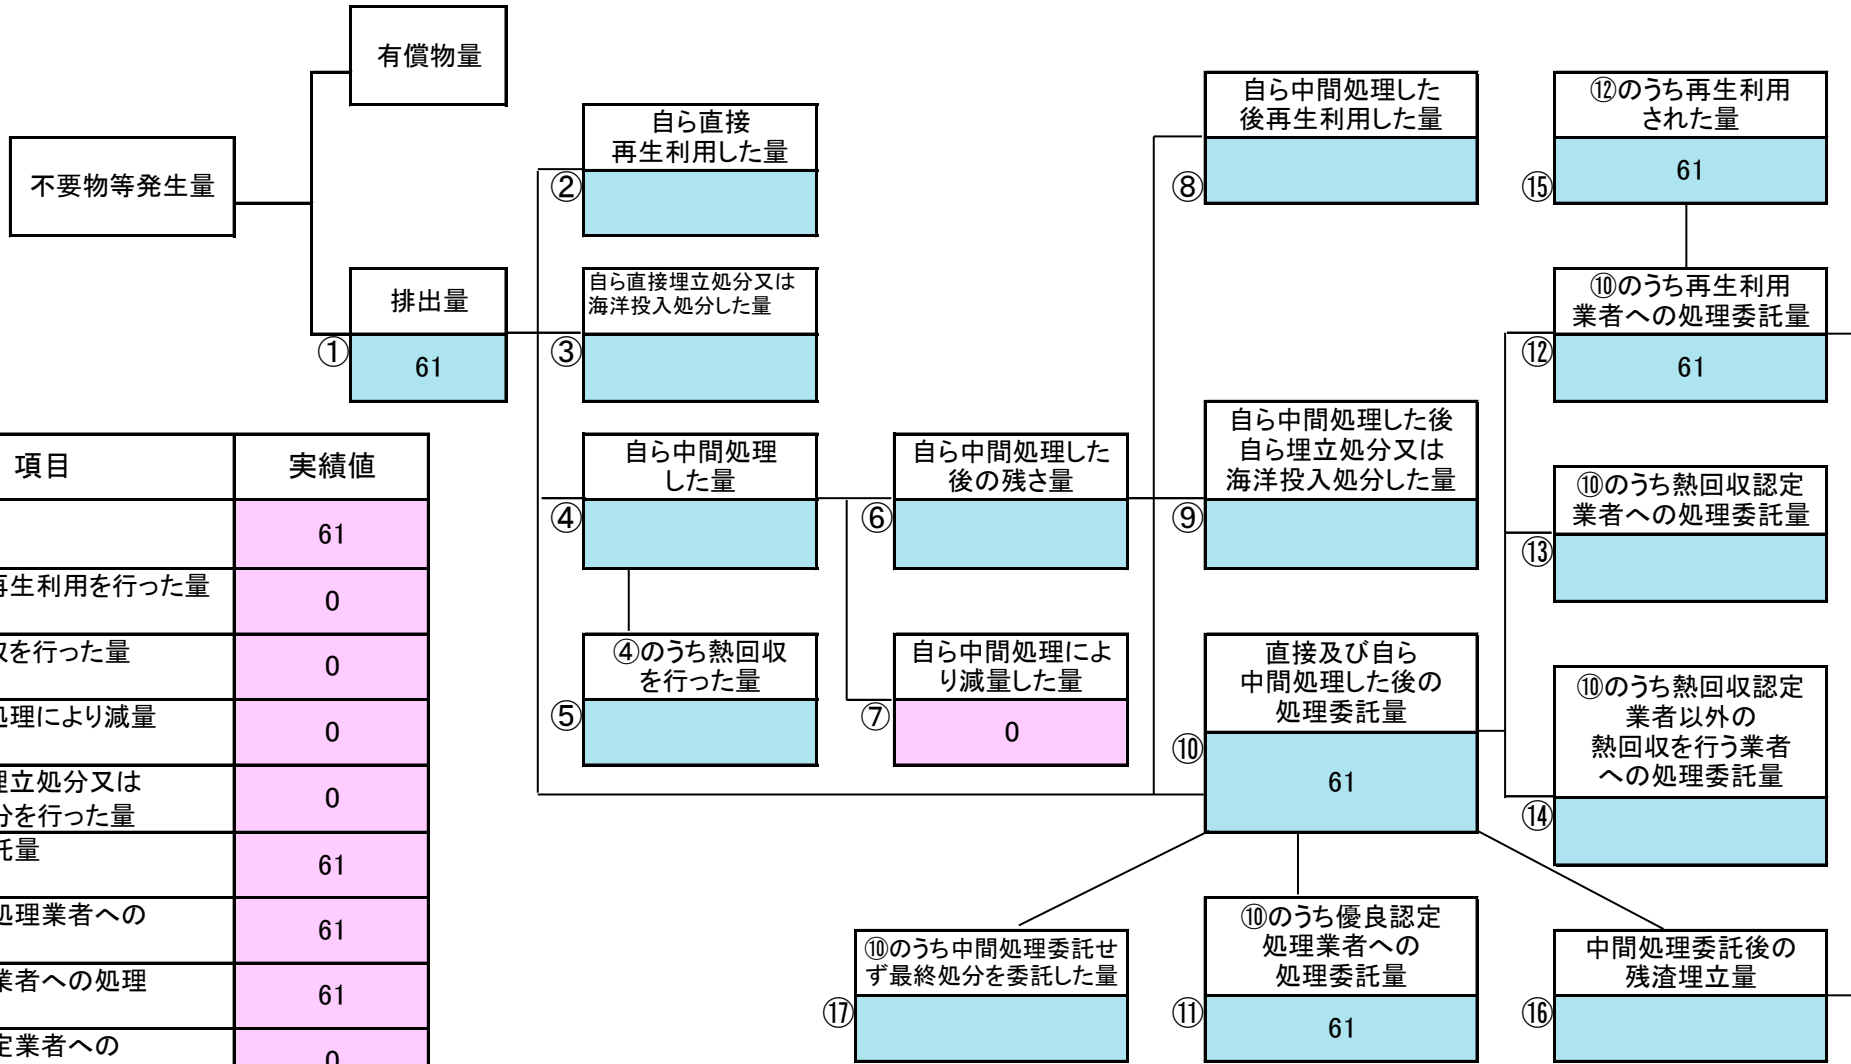 有償物量
不要物等発生量
排出量
①
61
自ら直接
再生利用した量
②
自ら直接埋立処分又は
海洋投入処分した量
③
自ら中間処理
した量
④
④のうち熱回収
を行った量
⑤
自ら中間処理した
後の残さ量
⑥
自ら中間処理によ
り減量した量
⑦
0
自ら中間処理した
後再生利用した量
⑧
自ら中間処理した後
自ら埋立処分又は
海洋投入処分した量
⑨
直接及び自ら
中間処理した後の
処理委託量
⑩
61
⑫のうち再生利用
された量
⑮
61
⑩のうち再生利用
業者への処理委託量
⑫
61
⑩のうち熱回収認定
業者への処理委託量
⑬
⑩のうち熱回収認定
業者以外の
熱回収を行う業者
への処理委託量
⑭
⑩のうち中間処理委託せ
ず最終処分を委託した量
⑰
⑩のうち優良認定
処理業者への
処理委託量
⑪
61
中間処理委託後の
残渣埋立量
⑯
項目 実績値
61
再生利用を行った量
0
を行った量
0
処理により減量
0
埋立処分又は
分を行った量
0
託量
61
処理業者への
61
業者への処理
61
定業者への
0